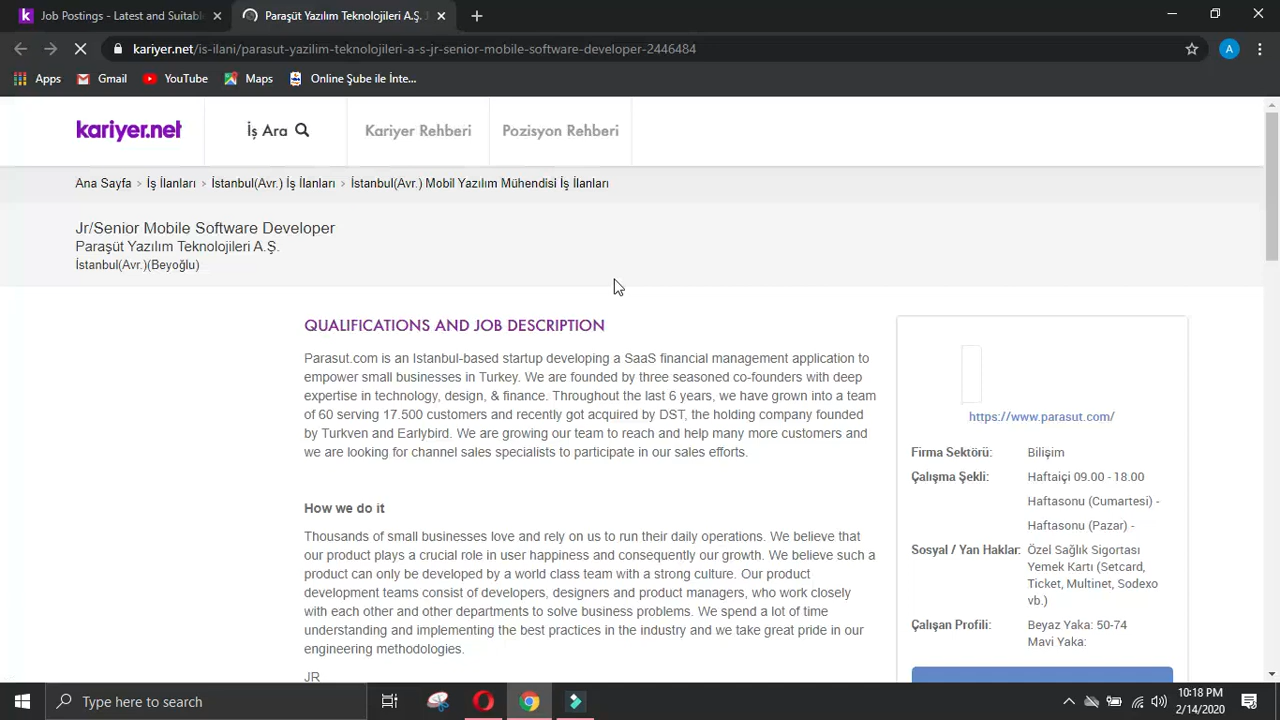 Job Postings - Latest and Suitable
Paraşüt Yazılım Teknolojileri A.Ş.
kariyer.net/is-ilani/parasut-yazilim-teknolojileri-a-s-jr-senior-mobile-software-developer-2446484
A
Apps
Gmail
YouTube
Maps
Online Şube ile İnte...
kariyer.net
İş Ara
Kariyer Rehberi
Pozisyon Rehberi
Ana Sayfa > İş İlanları > İstanbul(Avr.) İş İlanları > İstanbul(Avr.) Mobil Yazılım Mühendisi İş İlanları
Jr/Senior Mobile Software Developer
Paraşüt Yazılım Teknolojileri A.Ş.
İstanbul(Avr.)(Beyoğlu)
QUALIFICATIONS AND JOB DESCRIPTION
Parasut.com is an Istanbul-based startup developing a SaaS financial management application to
empower small businesses in Turkey. We are founded by three seasoned co-founders with deep
expertise in technology, design, & finance. Throughout the last 6 years, we have grown into a team
of 60 serving 17.500 customers and recently got acquired by DST, the holding company founded
by Turkven and Earlybird. We are growing our team to reach and help many more customers and
we are looking for channel sales specialists to participate in our sales efforts.
How we do it
Thousands of small businesses love and rely on us to run their daily operations. We believe that
our product plays a crucial role in user happiness and consequently our growth. We believe such a
product can only be developed by a world class team with a strong culture. Our product
development teams consist of developers, designers and product managers, who work closely
with each other and other departments to solve business problems. We spend a lot of time
understanding and implementing the best practices in the industry and we take great pride in our
engineering methodologies.
JR
https://www.parasut.com/
Firma Sektörü: Bilişim
Çalışma Şekli: Haftaiçi 09.00 - 18.00
Haftasonu (Cumartesi) -
Haftasonu (Pazar) -
Sosyal / Yan Haklar: Özel Sağlık Sigortası
Yemek Kartı (Setcard,
Ticket, Multinet, Sodexo
vb.)
Çalışan Profili: Beyaz Yaka: 50-74
Mavi Yaka:
Type here to search
10:18 PM
2/14/2020